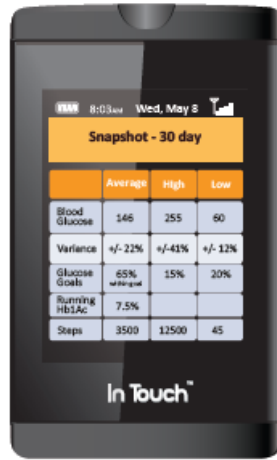 8:03AM Wed, May 8
Snapshot - 30 day
Average High Low
Blood Glucose 146 255 60
Variance +/- 22% +/-41% +/- 12%
Glucose Goals 65% within goal 15% 20%
Running Hb1Ac 7.5%
Steps 3500 12500 45
In Touch™